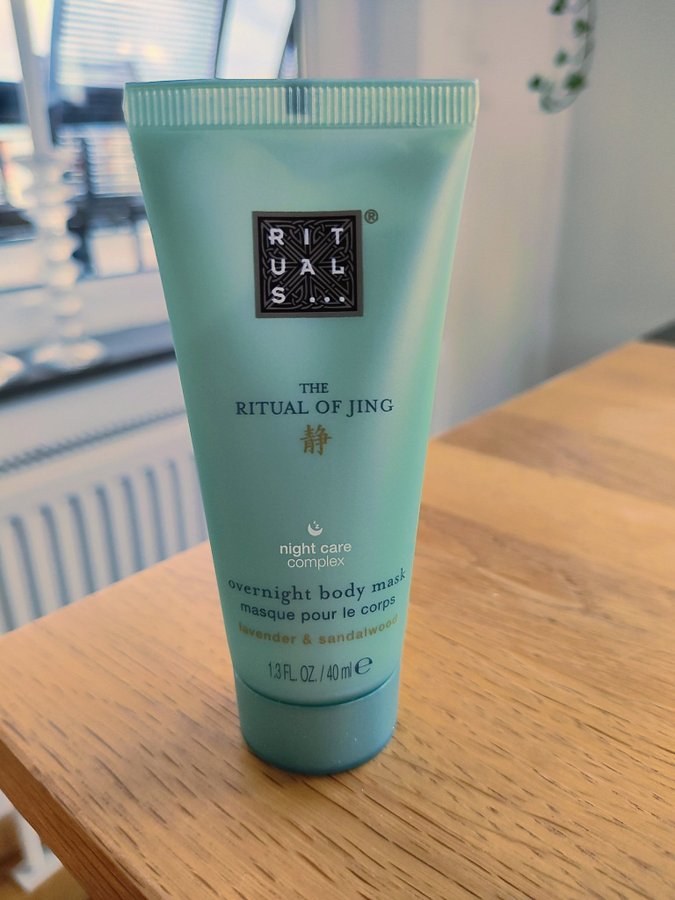 RIT
UAL
S...
®
THE
RITUAL OF JING
静
night care
complex
overnight body mask
masque pour le corps
lavender & sandalwood
1.3 FL. OZ. / 40 ml ℮